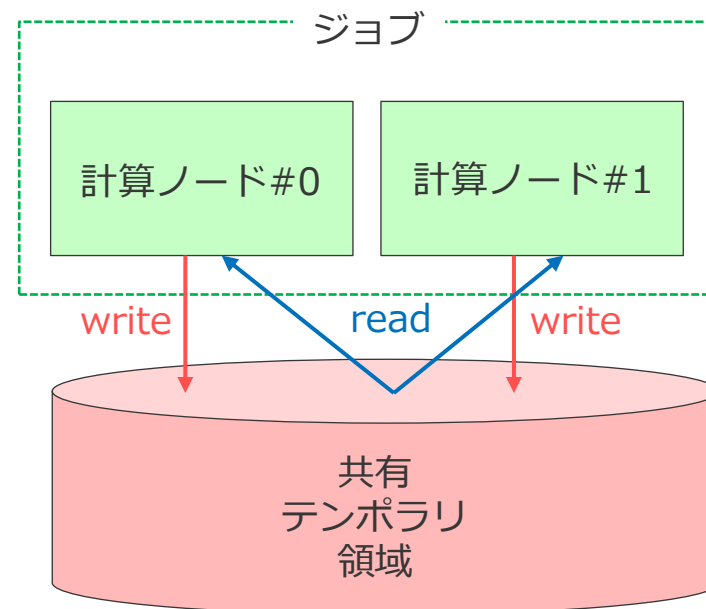 ジョブ
計算ノード#0
計算ノード#1
write
read
write
共有
テンポラリ
領域